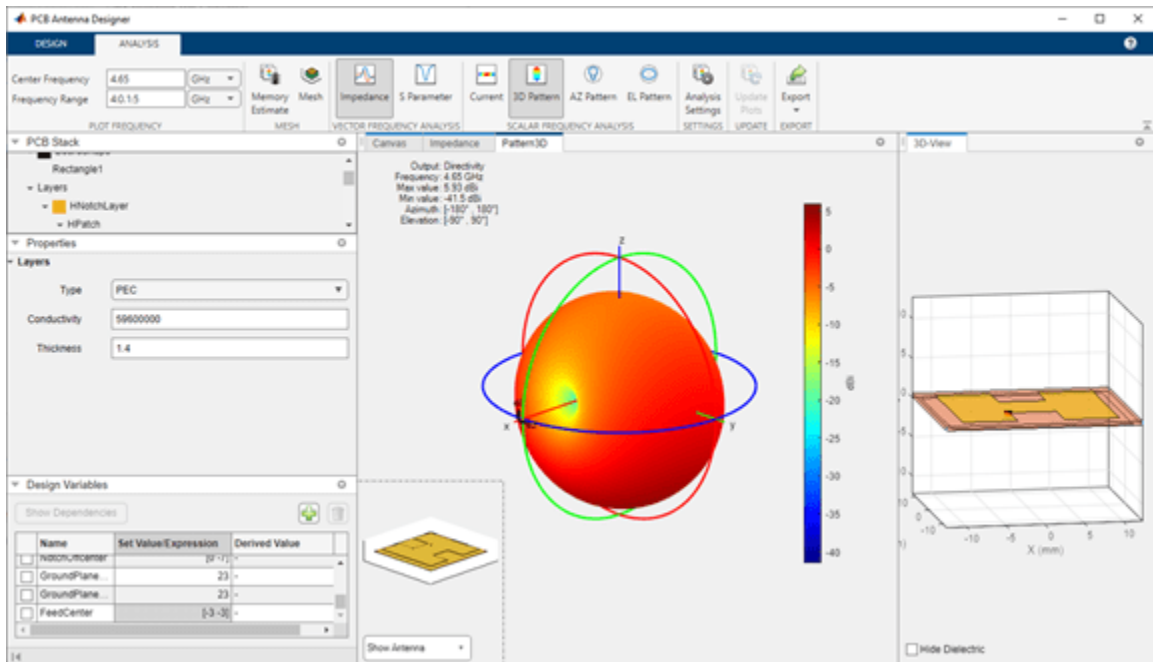 PCB Antenna Designer
DESIGN
ANALYSIS
Center Frequency 4.65 GHz
Frequency Range 4:0.1:5 GHz
PLOT FREQUENCY
Memory Estimate
Mesh
MESH
Impedance
S Parameter
VECTOR FREQUENCY ANALYSIS
Current
3D Pattern
AZ Pattern
EL Pattern
SCALAR FREQUENCY ANALYSIS
Analysis Settings
SETTINGS
Update Plots
UPDATE
Export
EXPORT
PCB Stack
Rectangle1
Layers
HNotchLayer
HPatch
Properties
Layers
Type PEC
Conductivity 59600000
Thickness 1.4
Design Variables
Show Dependencies
Name Set Value/Expression Derived Value
GroundPlane... 23 -
GroundPlane... 23 -
FeedCenter [-3 -3] -
Canvas
Impedance
Pattern3D
Output: Directivity
Frequency: 4.65 GHz
Max value: 5.93 dBi
Min value: -41.5 dBi
Azimuth: [-180° , 180°]
Elevation: [-90° , 90°]
z
x
y
5
0
-5
-10
-15
-20
-25
-30
-35
-40
dBi
Show Antenna
3D-View
5
0
-5
0
-10
-10 -5 0 5 10
X (mm)
Hide Dielectric